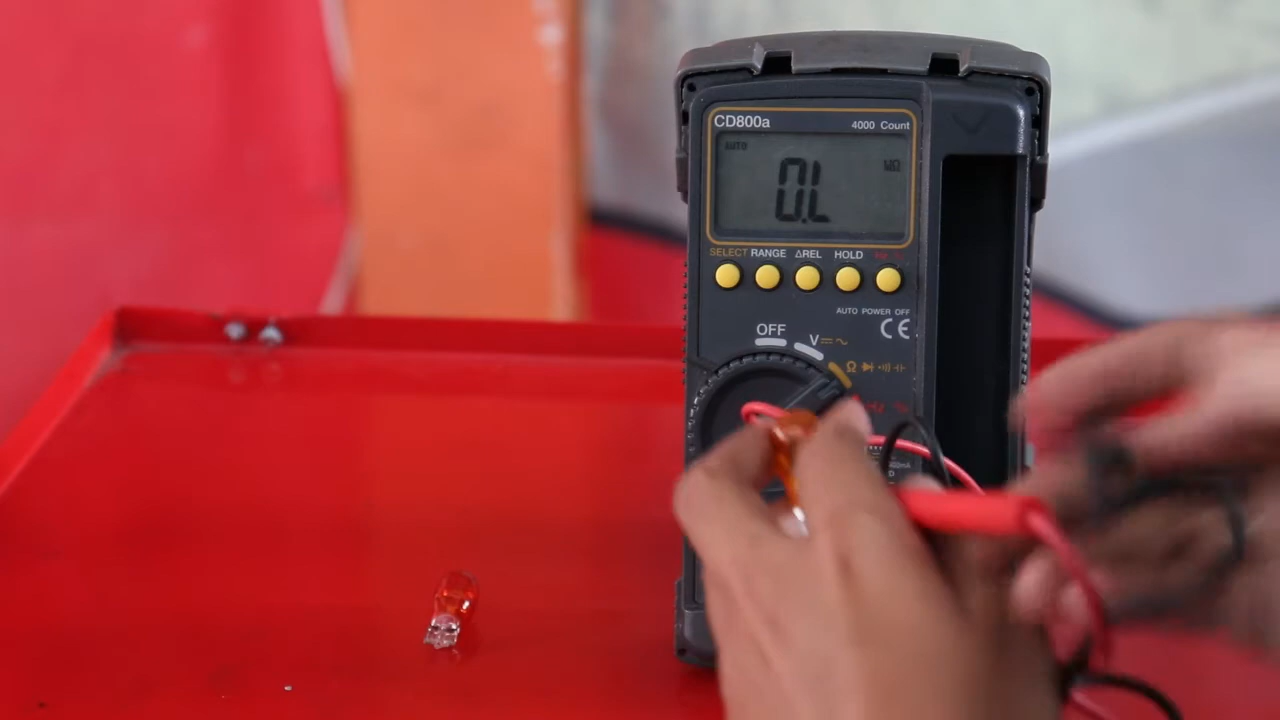 CD800a 4000 Count
AUTO MΩ
0.L
SELECT RANGE ΔREL HOLD
AUTO POWER OFF
CE
OFF
V
Ω